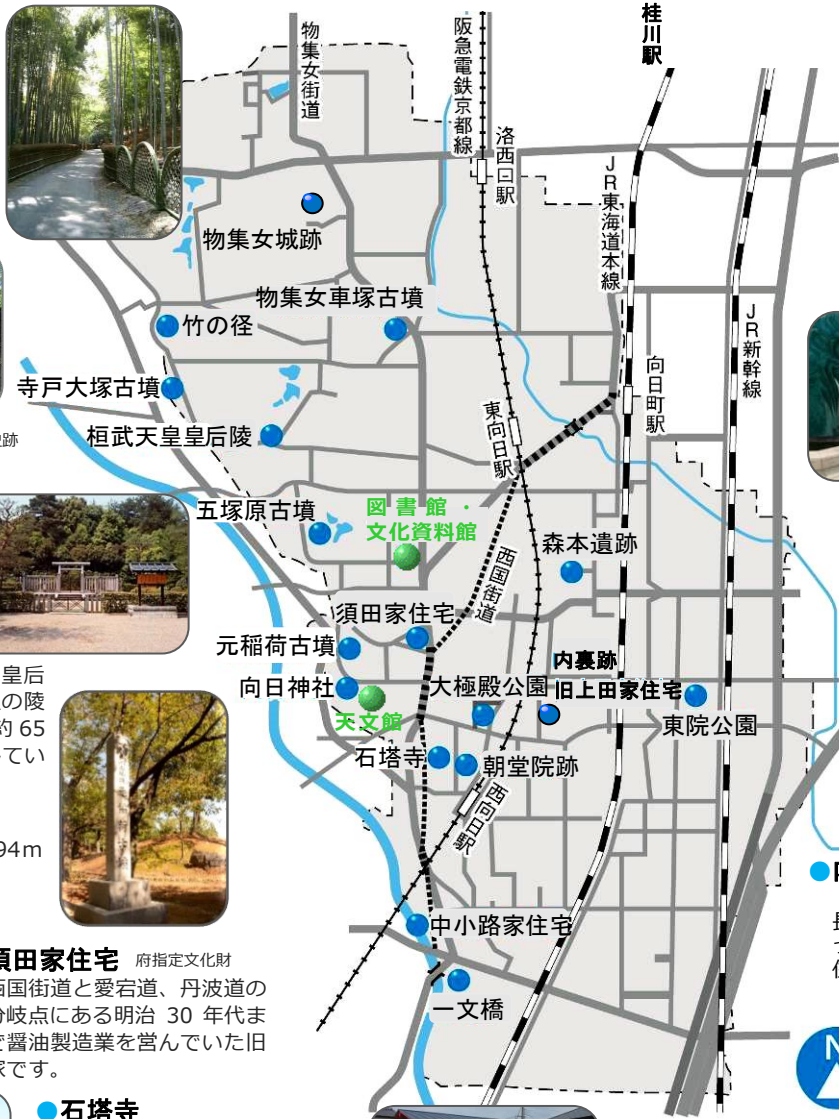 物集女街道
阪急電鉄京都線
洛西口駅
桂川駅
JR東海道本線
JR新幹線
物集女城跡
物集女車塚古墳
竹の径
寺戸大塚古墳
桓武天皇皇后陵
跡
向日町駅
東向日駅
五塚原古墳
図書館・
文化資料館
西国街道
森本遺跡
須田家住宅
元稲荷古墳
向日神社
天文館
大極殿公園
内裏跡
旧上田家住宅
東院公園
石塔寺
朝堂院跡
西向日駅
中小路家住宅
一文橋
皇后
の陵
約 65
てい
94m
須田家住宅 府指定文化財
西国街道と愛宕道、丹波道の
分岐点にある明治 30 年代ま
で醤油製造業を営んでいた旧
家です。
●石塔寺
N